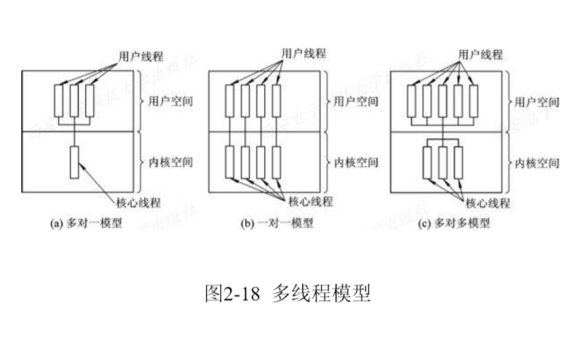 用户线程
用户空间
内核空间
核心线程
(a) 多对一模型
用户线程
用户空间
内核空间
核心线程
(b) 一对一模型
用户线程
用户空间
内核空间
核心线程
(c) 多对多模型
图2-18 多线程模型